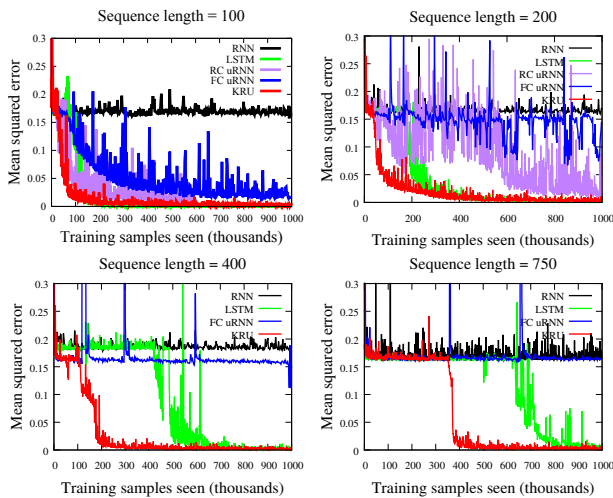 Sequence length = 100
Mean squared error
0.3
0.25
0.2
0.15
0.1
0.05
0
RNN
LSTM
RC uRNN
FC uRNN
KRU
0 100 200 300 400 500 600 700 800 900 1000
Training samples seen (thousands)
Sequence length = 200
Mean squared error
0.3
0.25
0.2
0.15
0.1
0.05
0
RNN
LSTM
RC uRNN
FC uRNN
KRU
0 200 400 600 800 1000
Training samples seen (thousands)
Sequence length = 400
Mean squared error
0.3
0.25
0.2
0.15
0.1
0.05
0
RNN
LSTM
FC uRNN
KRU
0 100 200 300 400 500 600 700 800 900 1000
Training samples seen (thousands)
Sequence length = 750
Mean squared error
0.3
0.25
0.2
0.15
0.1
0.05
0
RNN
LSTM
FC uRNN
KRU
0 100 200 300 400 500 600 700 800 900 1000
Training samples seen (thousands)